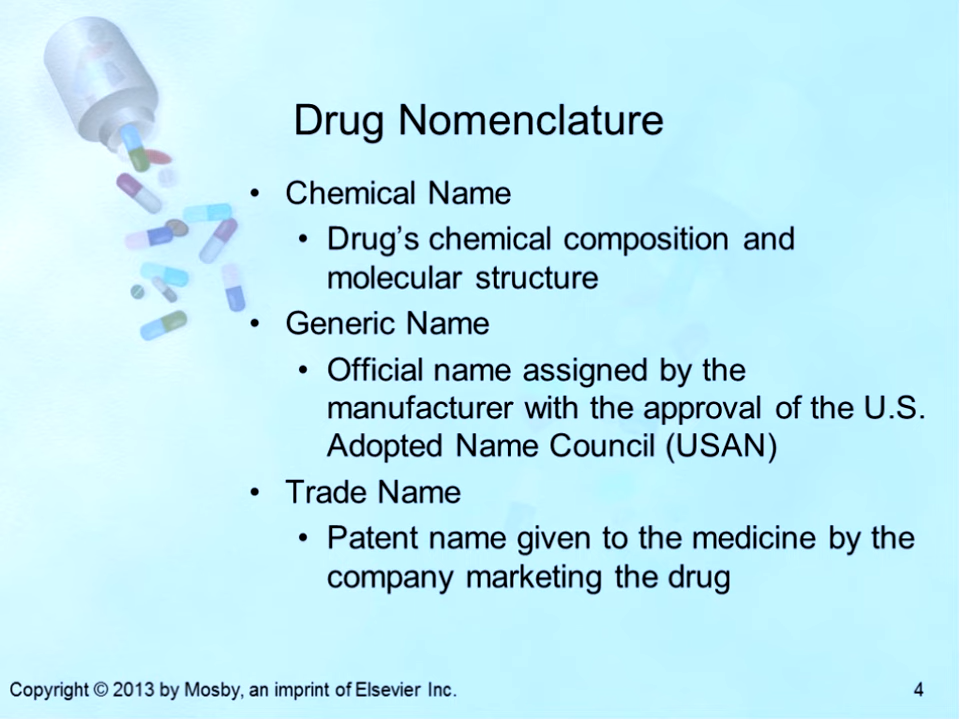 Drug Nomenclature
• Chemical Name
• Drug’s chemical composition and
molecular structure
• Generic Name
• Official name assigned by the
manufacturer with the approval of the U.S.
Adopted Name Council (USAN)
• Trade Name
• Patent name given to the medicine by the
company marketing the drug
Copyright © 2013 by Mosby, an imprint of Elsevier Inc.
4